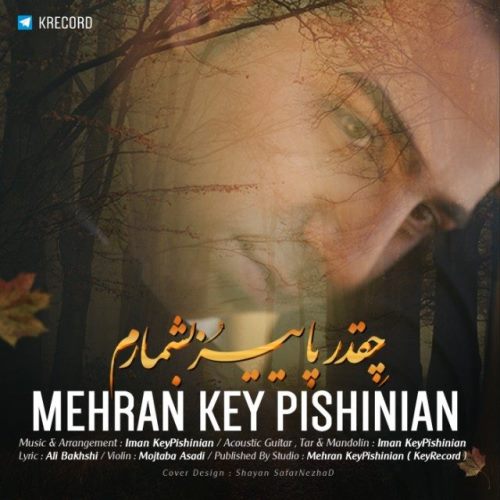 KRECORD
چقدر پاییز بشمارم
MEHRAN KEY PISHINIAN
Music & Arrangement : Iman KeyPishinian / Acoustic Guitar , Tar & Mandolin : Iman KeyPishinian
Lyric : Ali Bakhshi / Violin : Mojtaba Asadi / Published By Studio : Mehran KeyPishinian ( KeyRecord )
Cover Design : Shayan SafarNezhaD